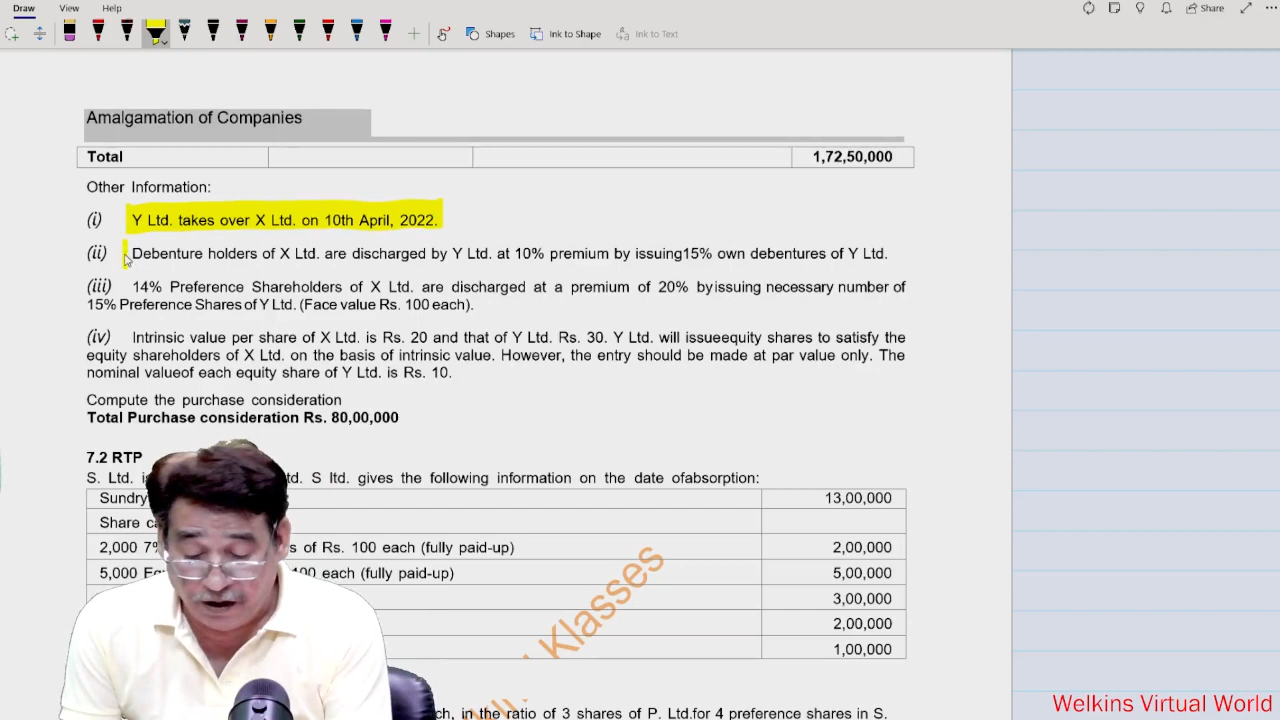 Draw View Help
Share
Shapes Ink to Shape Ink to Text
Amalgamation of Companies
Total 1,72,50,000
Other Information:
(i) Y Ltd. takes over X Ltd. on 10th April, 2022.
(ii) Debenture holders of X Ltd. are discharged by Y Ltd. at 10% premium by issuing15% own debentures of Y Ltd.
(iii) 14% Preference Shareholders of X Ltd. are discharged at a premium of 20% byissuing necessary number of
15% Preference Shares of Y Ltd. (Face value Rs. 100 each).
(iv) Intrinsic value per share of X Ltd. is Rs. 20 and that of Y Ltd. Rs. 30. Y Ltd. will issueequity shares to satisfy the
equity shareholders of X Ltd. on the basis of intrinsic value. However, the entry should be made at par value only. The
nominal valueof each equity share of Y Ltd. is Rs. 10.
Compute the purchase consideration
Total Purchase consideration Rs. 80,00,000
7.2 RTP
S. Ltd. td. S ltd. gives the following information on the date ofabsorption:
Sundry 13,00,000
Share
2,000 7% s of Rs. 100 each (fully paid-up) 2,00,000
5,000 100 each (fully paid-up) 5,00,000
3,00,000
2,00,000
1,00,000
Klasses
ch, in the ratio of 3 shares of P. Ltd.for 4 preference shares in S.
Welkins Virtual World